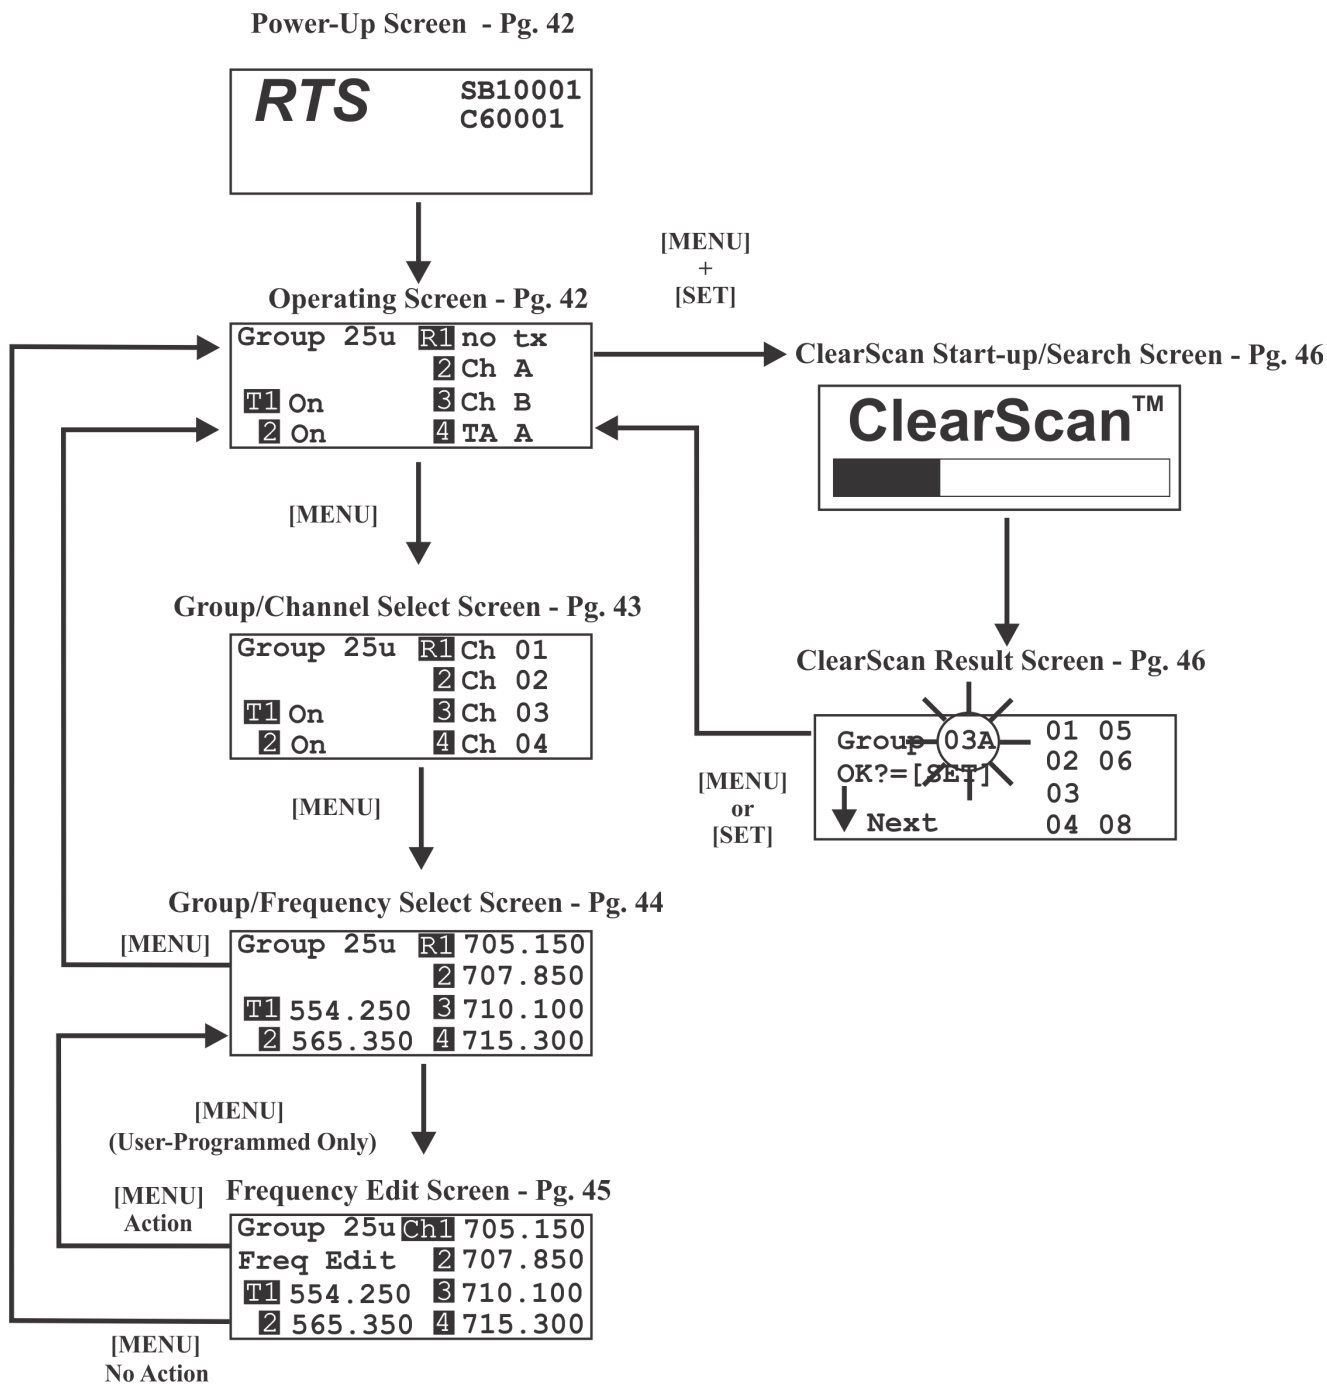 Power-Up Screen - Pg. 42
RTS SB10001
C60001
[MENU]
+
[SET]
Operating Screen - Pg. 42
Group 25u R1 no tx
2 Ch A
T1 On 3 Ch B
2 On 4 TA A
ClearScan Start-up/Search Screen - Pg. 46
ClearScan™
[MENU]
Group/Channel Select Screen - Pg. 43
Group 25u R1 Ch 01
2 Ch 02
T1 On 3 Ch 03
2 On 4 Ch 04
ClearScan Result Screen - Pg. 46
Group 03A 01 05
OK?=[SET] 02 06
03
Next 04 08
[MENU]
or
[SET]
[MENU]
Group/Frequency Select Screen - Pg. 44
[MENU]
Group 25u R1 705.150
2 707.850
T1 554.250 3 710.100
2 565.350 4 715.300
[MENU]
(User-Programmed Only)
[MENU]
Action
Frequency Edit Screen - Pg. 45
Group 25u Ch1 705.150
Freq Edit 2 707.850
T1 554.250 3 710.100
2 565.350 4 715.300
[MENU]
No Action